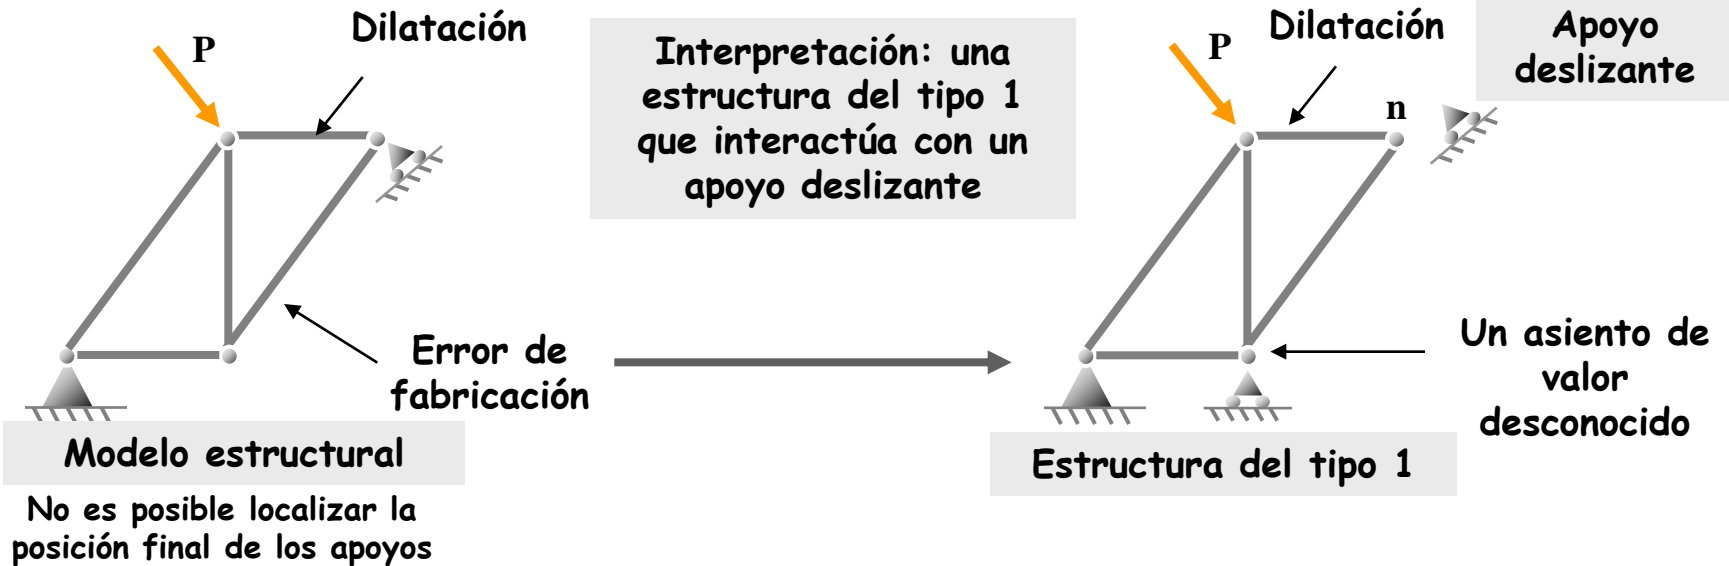 P
Dilatación
Interpretación: una
estructura del tipo 1
que interactúa con un
apoyo deslizante
P
Dilatación
n
Apoyo
deslizante
Error de
fabricación
Un asiento de
valor
desconocido
Modelo estructural
No es posible localizar la
posición final de los apoyos
Estructura del tipo 1